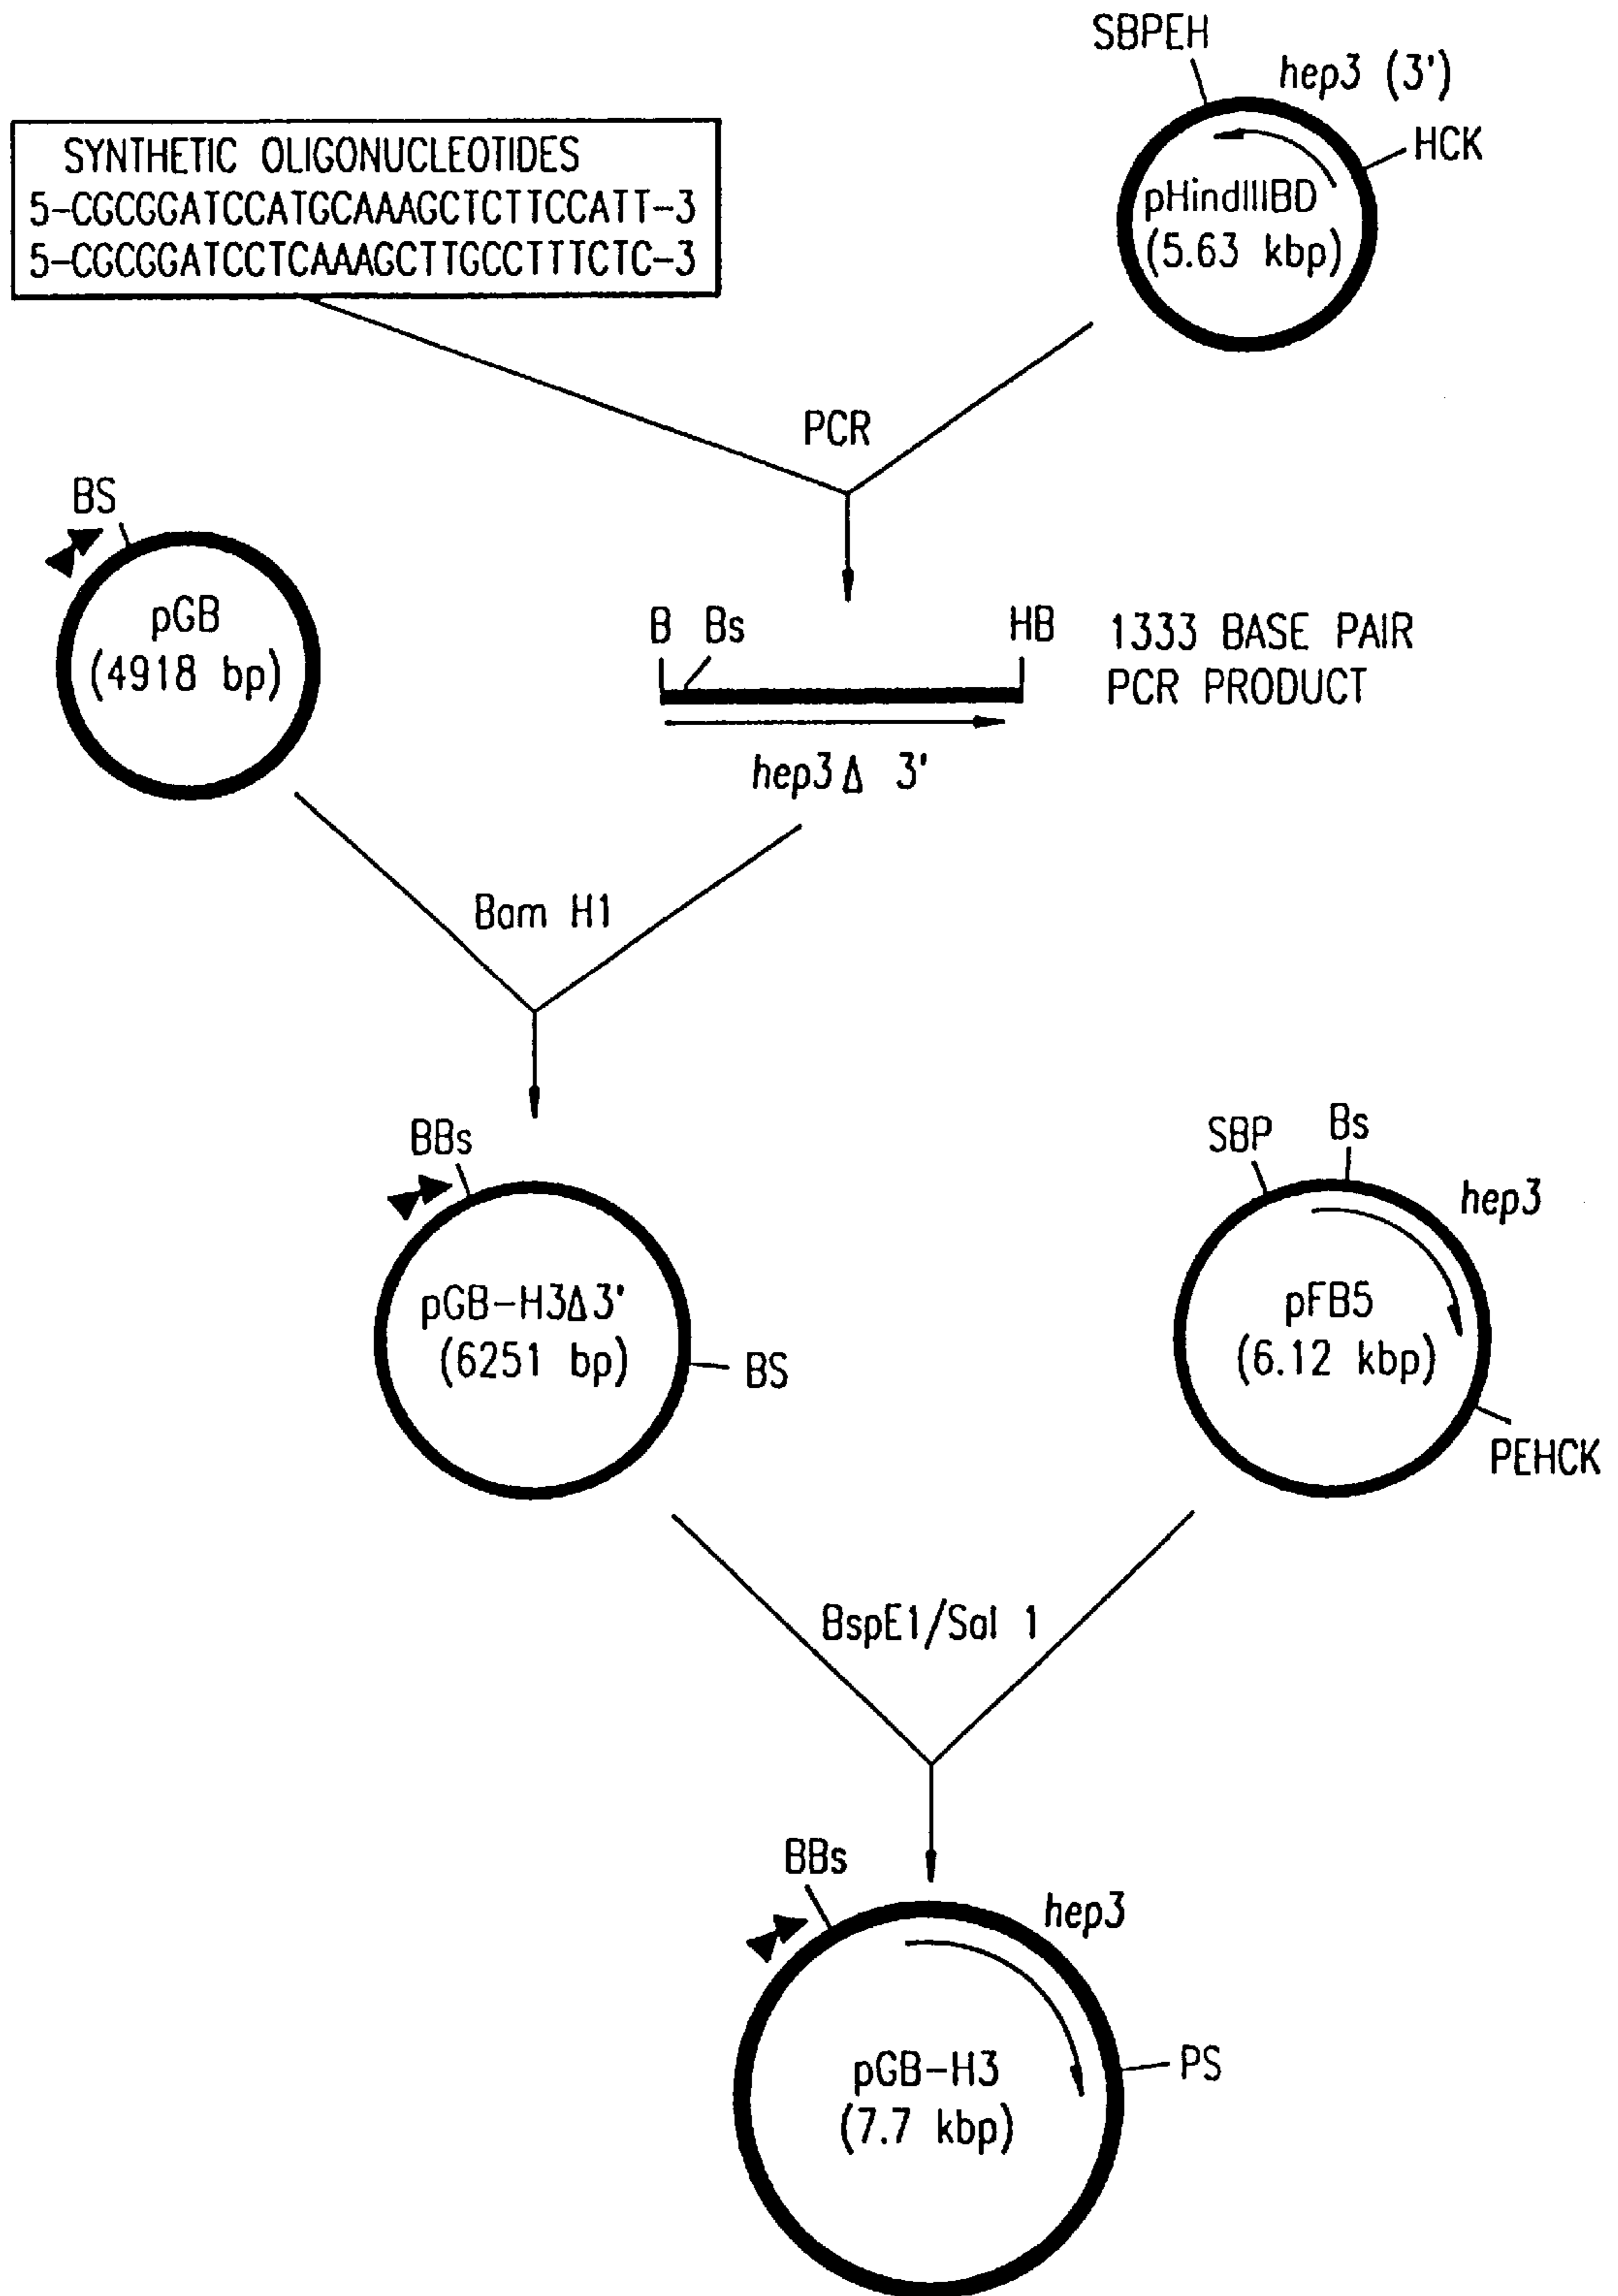 SBPEH
hep3 (3')
HCK
pHindIIIBD
(5.63 kbp)
SYNTHETIC OLIGONUCLEOTIDES
5-CGCGGATCCATGCAAAGCTCTTCCATT-3
5-CGCGGATCCTCAAAGCTTGCCTTTCTC-3
PCR
BS
pGB
(4918 bp)
B Bs HB
1333 BASE PAIR
PCR PRODUCT
hep3Δ 3'
Bam H1
BBs
pGB-H3Δ3'
(6251 bp)
BS
SBP
Bs
hep3
pFB5
(6.12 kbp)
PEHCK
BspE1/Sal 1
BBs
hep3
pGB-H3
(7.7 kbp)
PS